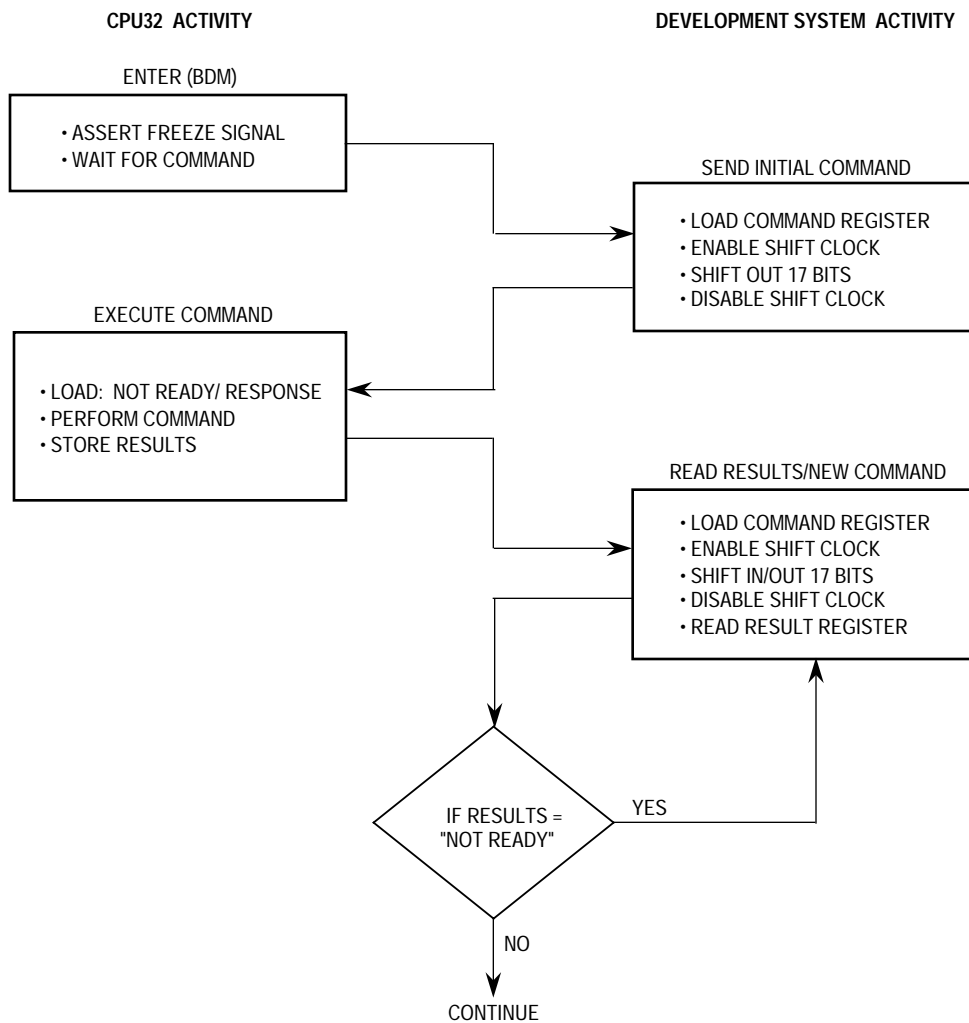 CPU32 ACTIVITY
DEVELOPMENT SYSTEM ACTIVITY
ENTER (BDM)
• ASSERT FREEZE SIGNAL
• WAIT FOR COMMAND
SEND INITIAL COMMAND
• LOAD COMMAND REGISTER
• ENABLE SHIFT CLOCK
• SHIFT OUT 17 BITS
• DISABLE SHIFT CLOCK
EXECUTE COMMAND
• LOAD: NOT READY/ RESPONSE
• PERFORM COMMAND
• STORE RESULTS
READ RESULTS/NEW COMMAND
• LOAD COMMAND REGISTER
• ENABLE SHIFT CLOCK
• SHIFT IN/OUT 17 BITS
• DISABLE SHIFT CLOCK
• READ RESULT REGISTER
IF RESULTS =
"NOT READY"
YES
NO
CONTINUE